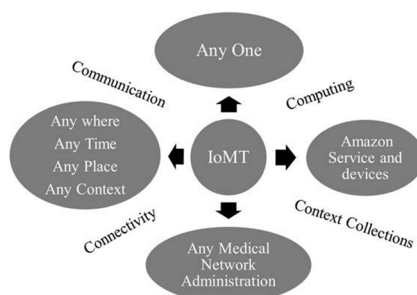 Any One
Communication
Computing
Any where
Any Time
Any Place
Any Context
IoMT
Amazon
Service and
devices
Connectivity
Context Collections
Any Medical
Network
Administration